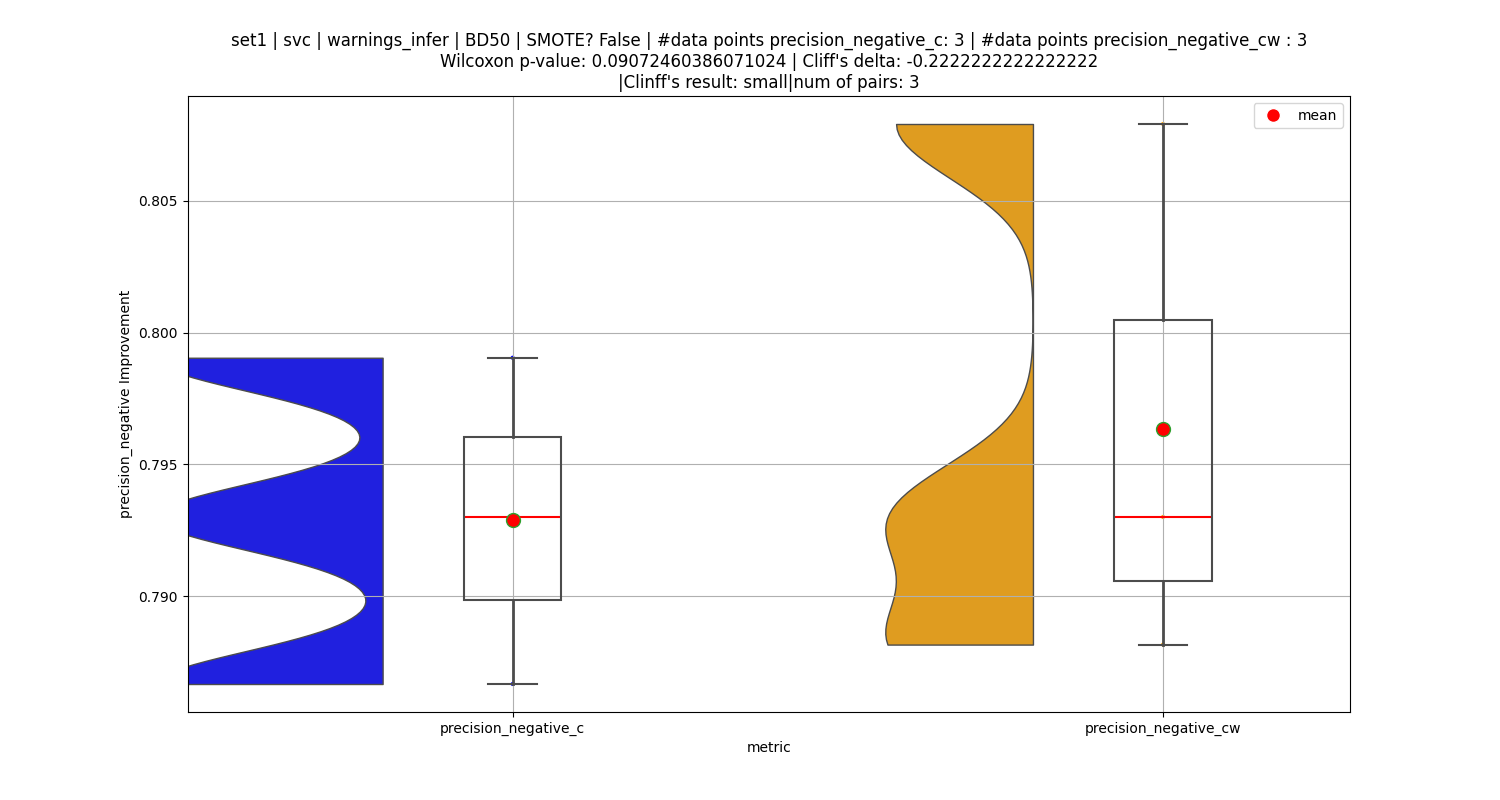 set1 | svc | warnings_infer | BD50 | SMOTE? False | #data points precision_negative_c: 3 | #data points precision_negative_cw : 3
Wilcoxon p-value: 0.09072460386071024 | Cliff's delta: -0.2222222222222222
|Clinff's result: small|num of pairs: 3
mean
0.805
0.800
0.795
0.790
precision_negative Improvement
precision_negative_c
precision_negative_cw
metric